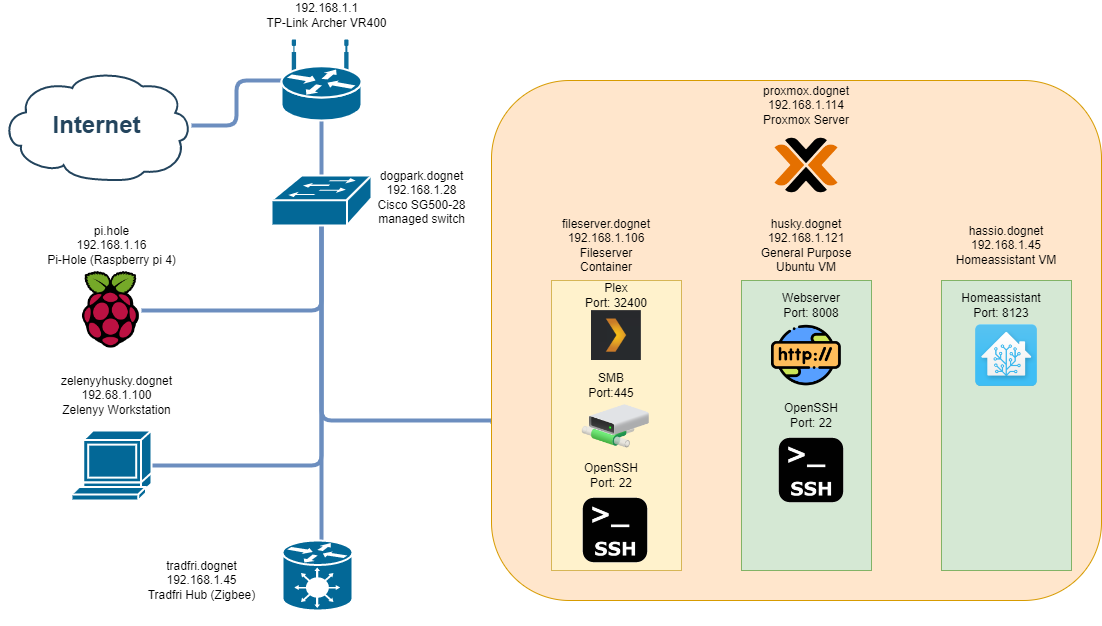 192.168.1.1
TP-Link Archer VR400
Internet
dogpark.dognet
192.168.1.28
Cisco SG500-28
managed switch
pi.hole
192.168.1.16
Pi-Hole (Raspberry pi 4)
zelenyyhusky.dognet
192.68.1.100
Zelenyy Workstation
tradfri.dognet
192.168.1.45
Tradfri Hub (Zigbee)
proxmox.dognet
192.168.1.114
Proxmox Server
fileserver.dognet
192.168.1.106
Fileserver
Container
Plex
Port: 32400
SMB
Port:445
OpenSSH
Port: 22
>_
SSH
husky.dognet
192.168.1.121
General Purpose
Ubuntu VM
Webserver
Port: 8008
http://
OpenSSH
Port: 22
>_
SSH
hassio.dognet
192.168.1.45
Homeassistant VM
Homeassistant
Port: 8123